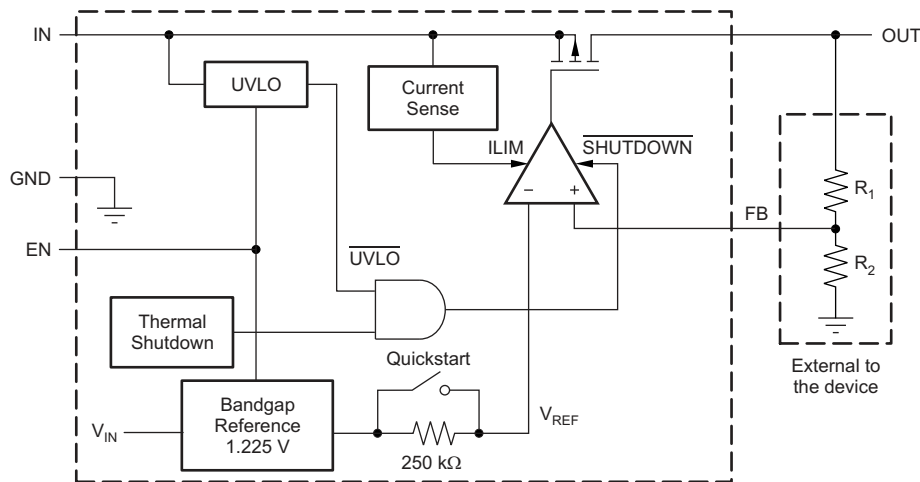 IN
OUT
UVLO
Current
Sense
ILIM
SHUTDOWN
GND
−
+
FB
R1
R2
EN
UVLO
Thermal
Shutdown
Quickstart
External to
the device
VIN
Bandgap
Reference
1.225 V
VREF
250 kΩ